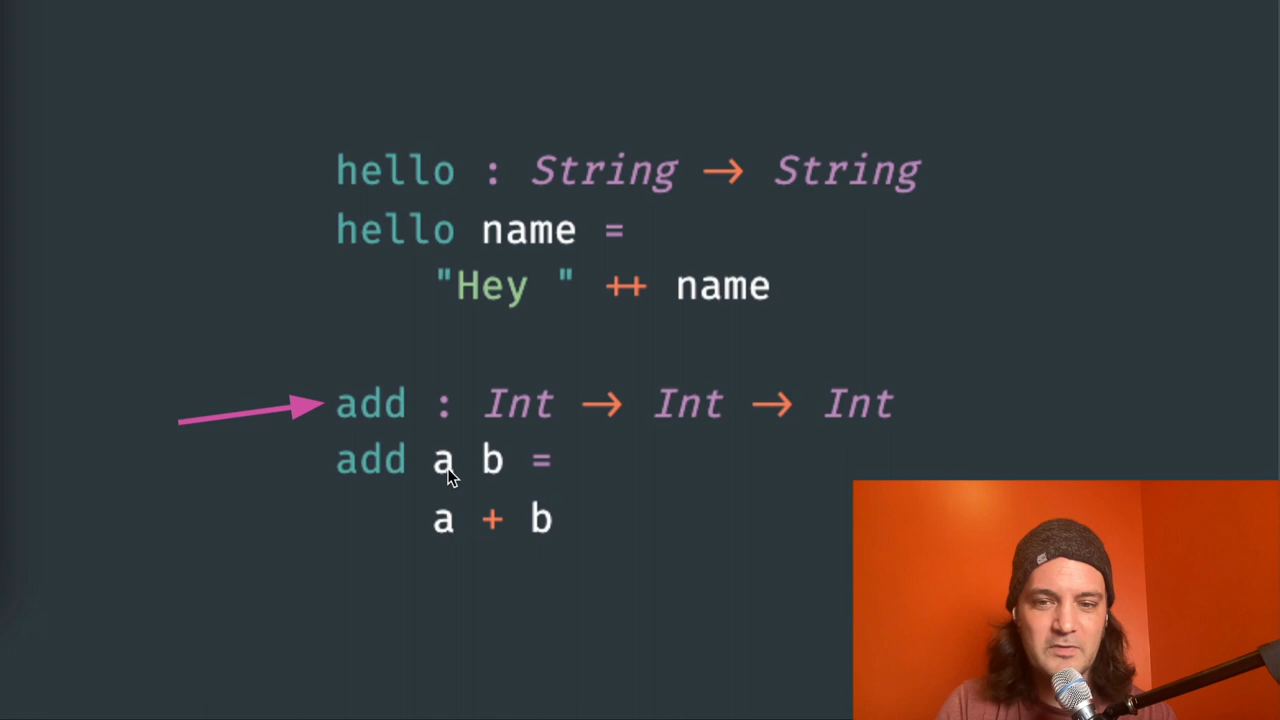 hello : String → String
hello name =
    "Hey " ++ name
add : Int → Int → Int
add a b =
    a + b